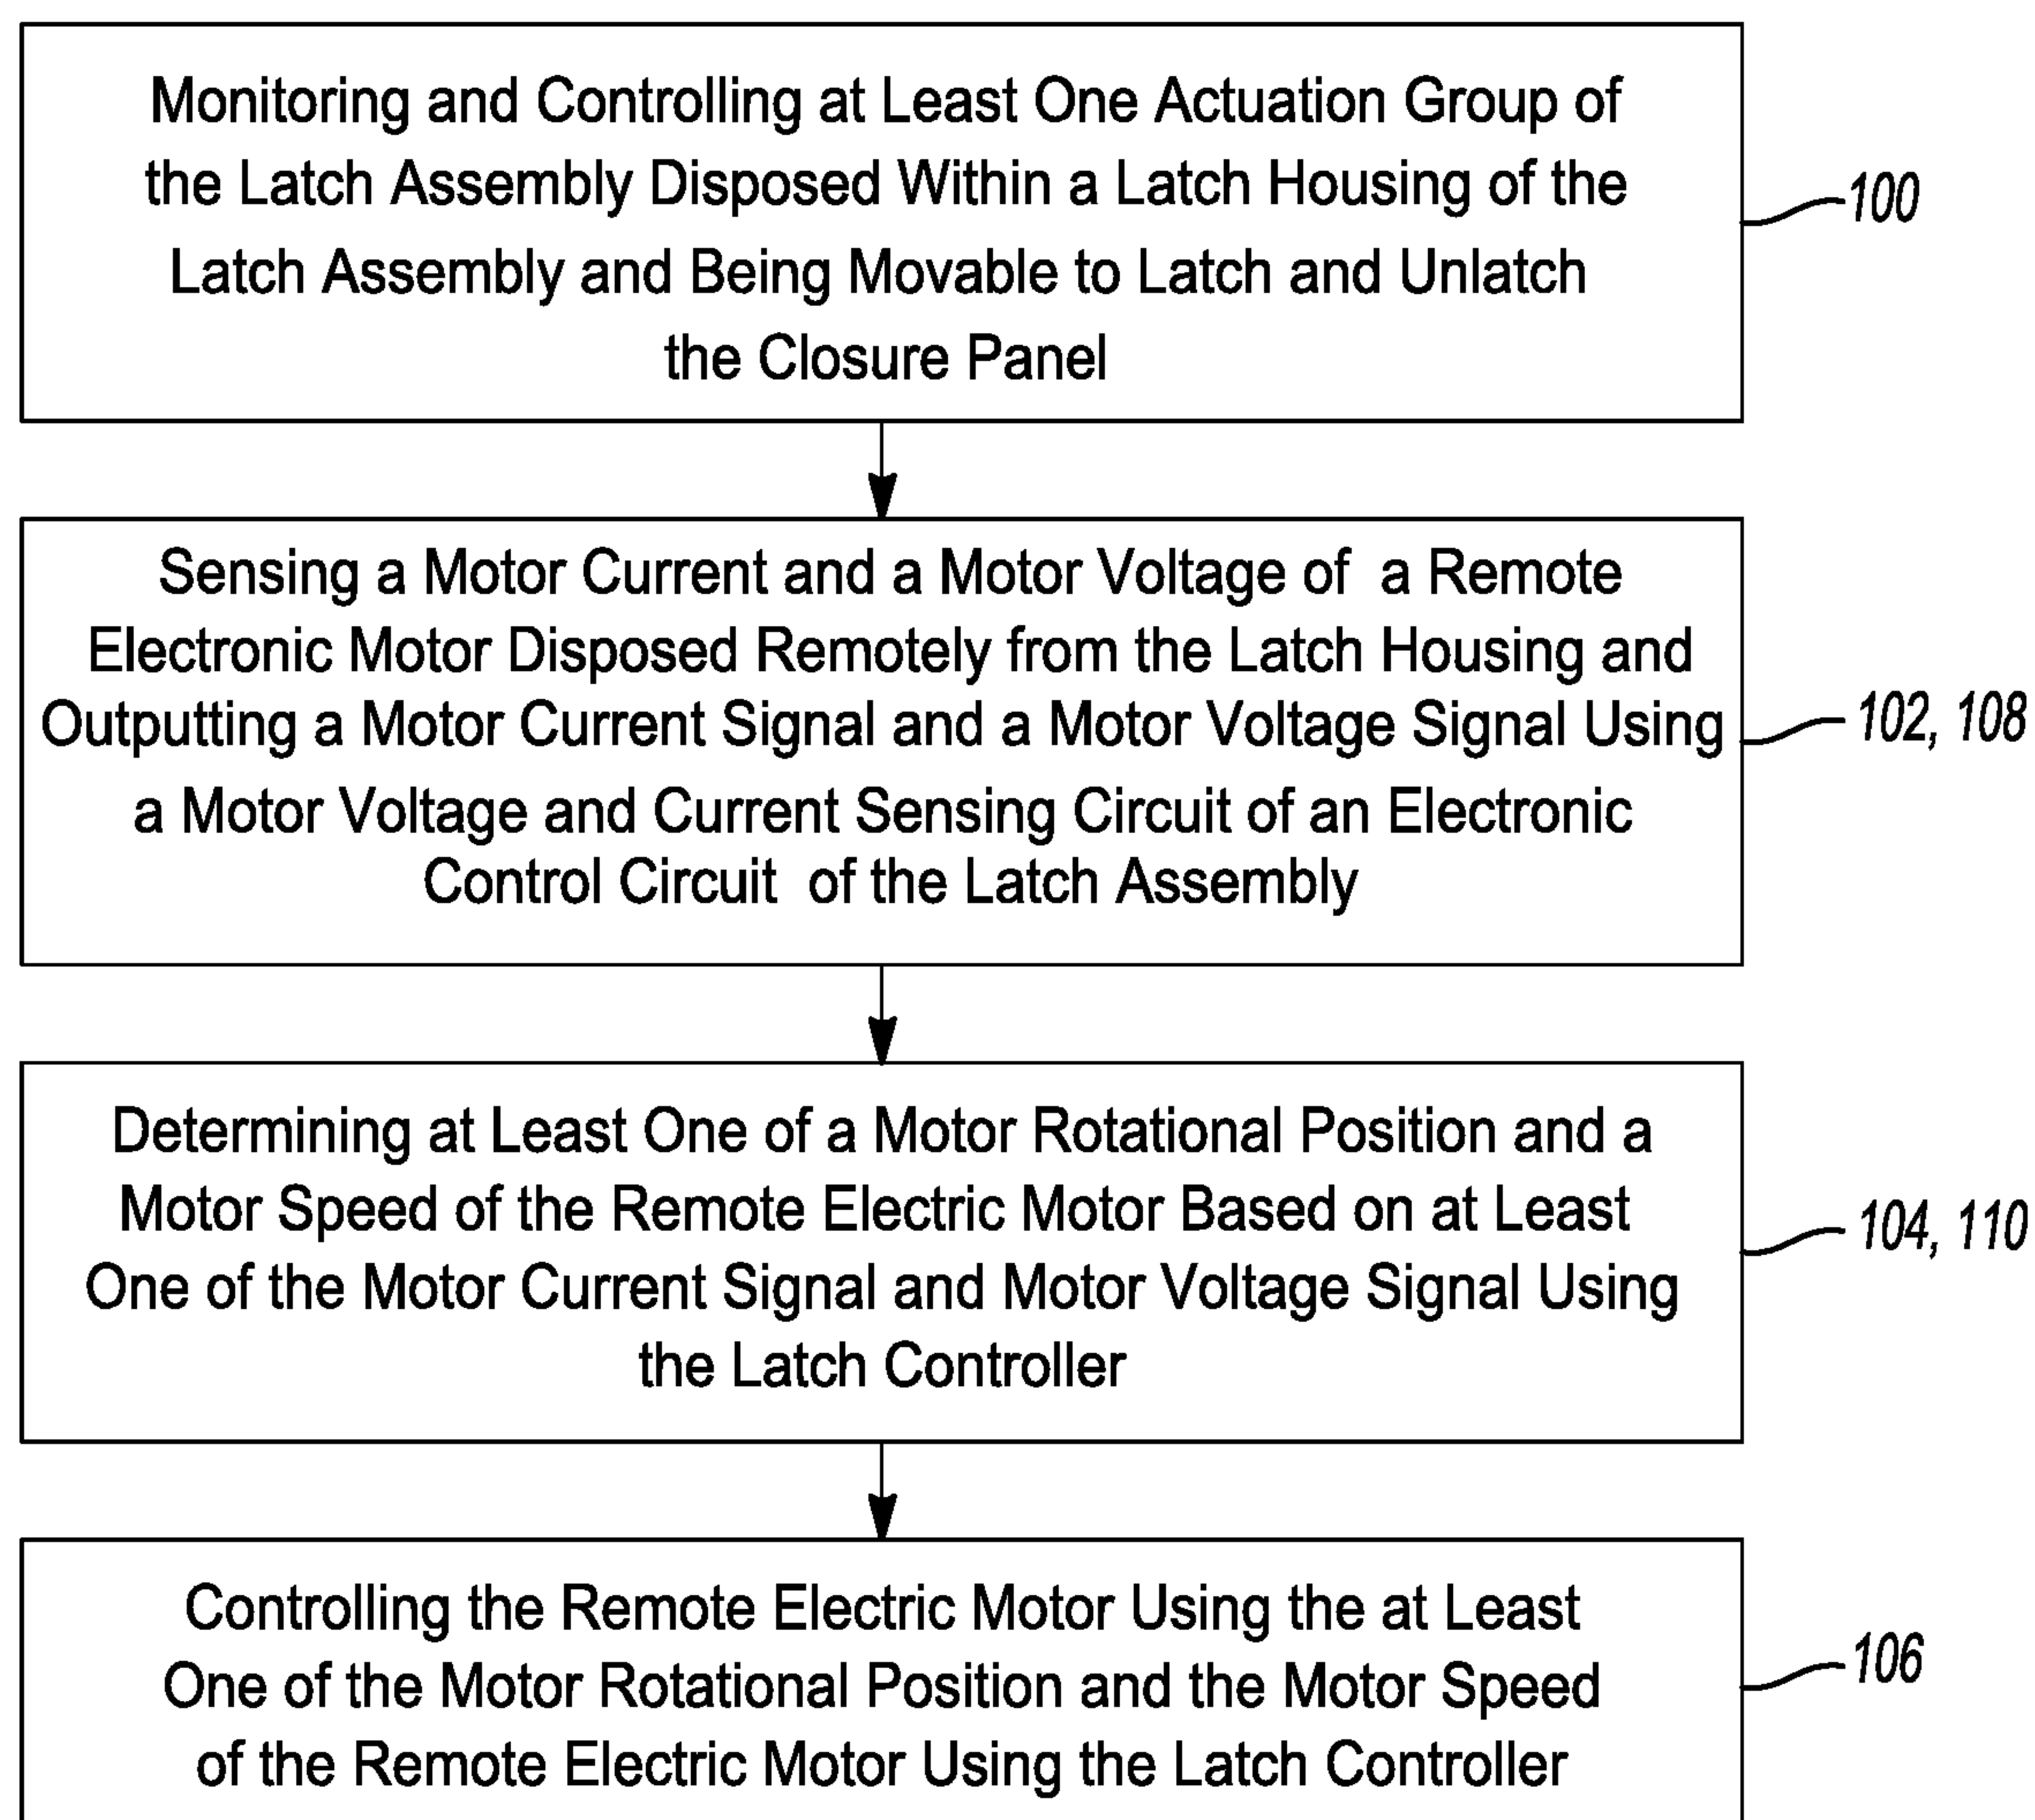 Monitoring and Controlling at Least One Actuation Group of
the Latch Assembly Disposed Within a Latch Housing of the
Latch Assembly and Being Movable to Latch and Unlatch
the Closure Panel
100
Sensing a Motor Current and a Motor Voltage of a Remote
Electronic Motor Disposed Remotely from the Latch Housing and
Outputting a Motor Current Signal and a Motor Voltage Signal Using
a Motor Voltage and Current Sensing Circuit of an Electronic
Control Circuit of the Latch Assembly
102, 108
Determining at Least One of a Motor Rotational Position and a
Motor Speed of the Remote Electric Motor Based on at Least
One of the Motor Current Signal and Motor Voltage Signal Using
the Latch Controller
104, 110
Controlling the Remote Electric Motor Using the at Least
One of the Motor Rotational Position and the Motor Speed
of the Remote Electric Motor Using the Latch Controller
106